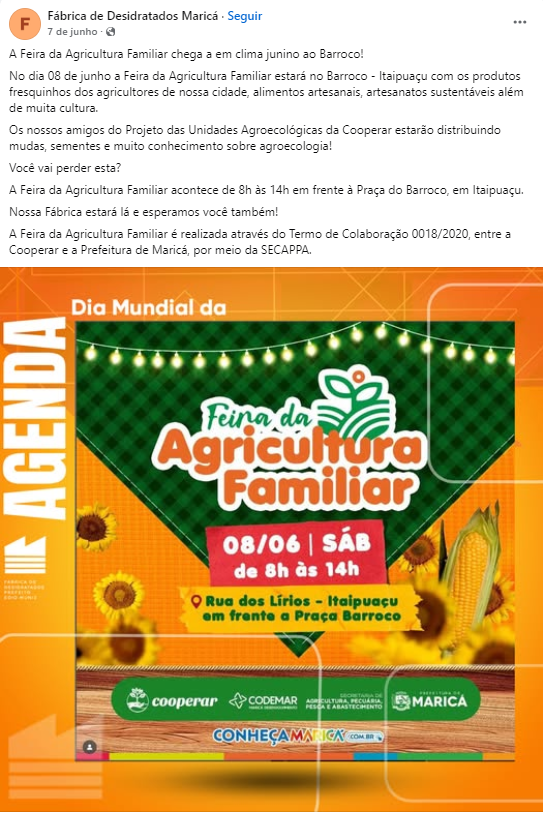 F
Fábrica de Desidratados Maricá · Seguir
7 de junho ·
A Feira da Agricultura Familiar chega a em clima junino ao Barroco!
No dia 08 de junho a Feira da Agricultura Familiar estará no Barroco - Itaipuaçu com os produtos
fresquinhos dos agricultores de nossa cidade, alimentos artesanais, artesanatos sustentáveis além
de muita cultura.
Os nossos amigos do Projeto das Unidades Agroecológicas da Cooperar estarão distribuindo
mudas, sementes e muito conhecimento sobre agroecologia!
Você vai perder esta?
A Feira da Agricultura Familiar acontece de 8h às 14h em frente à Praça do Barroco, em Itaipuaçu.
Nossa Fábrica estará lá e esperamos você também!
A Feira da Agricultura Familiar é realizada através do Termo de Colaboração 0018/2020, entre a
Cooperar e a Prefeitura de Maricá, por meio da SECAPPA.
AGENDA
FÁBRICA DE
DESIDRATADOS
PREFEITO
Dia Mundial da
Feira da
Agricultura
Familiar
08/06 | SÁB
de 8h às 14h
Rua dos Lírios - Itaipuaçu
em frente a Praça Barroco
cooperar
CODEMAR
SECRETARIA DE
AGRICULTURA, PECUÁRIA,
PESCA E ABASTECIMENTO
PREFEITURA DE
MARICÁ
CONHEÇAMARICÁ.COM.BR